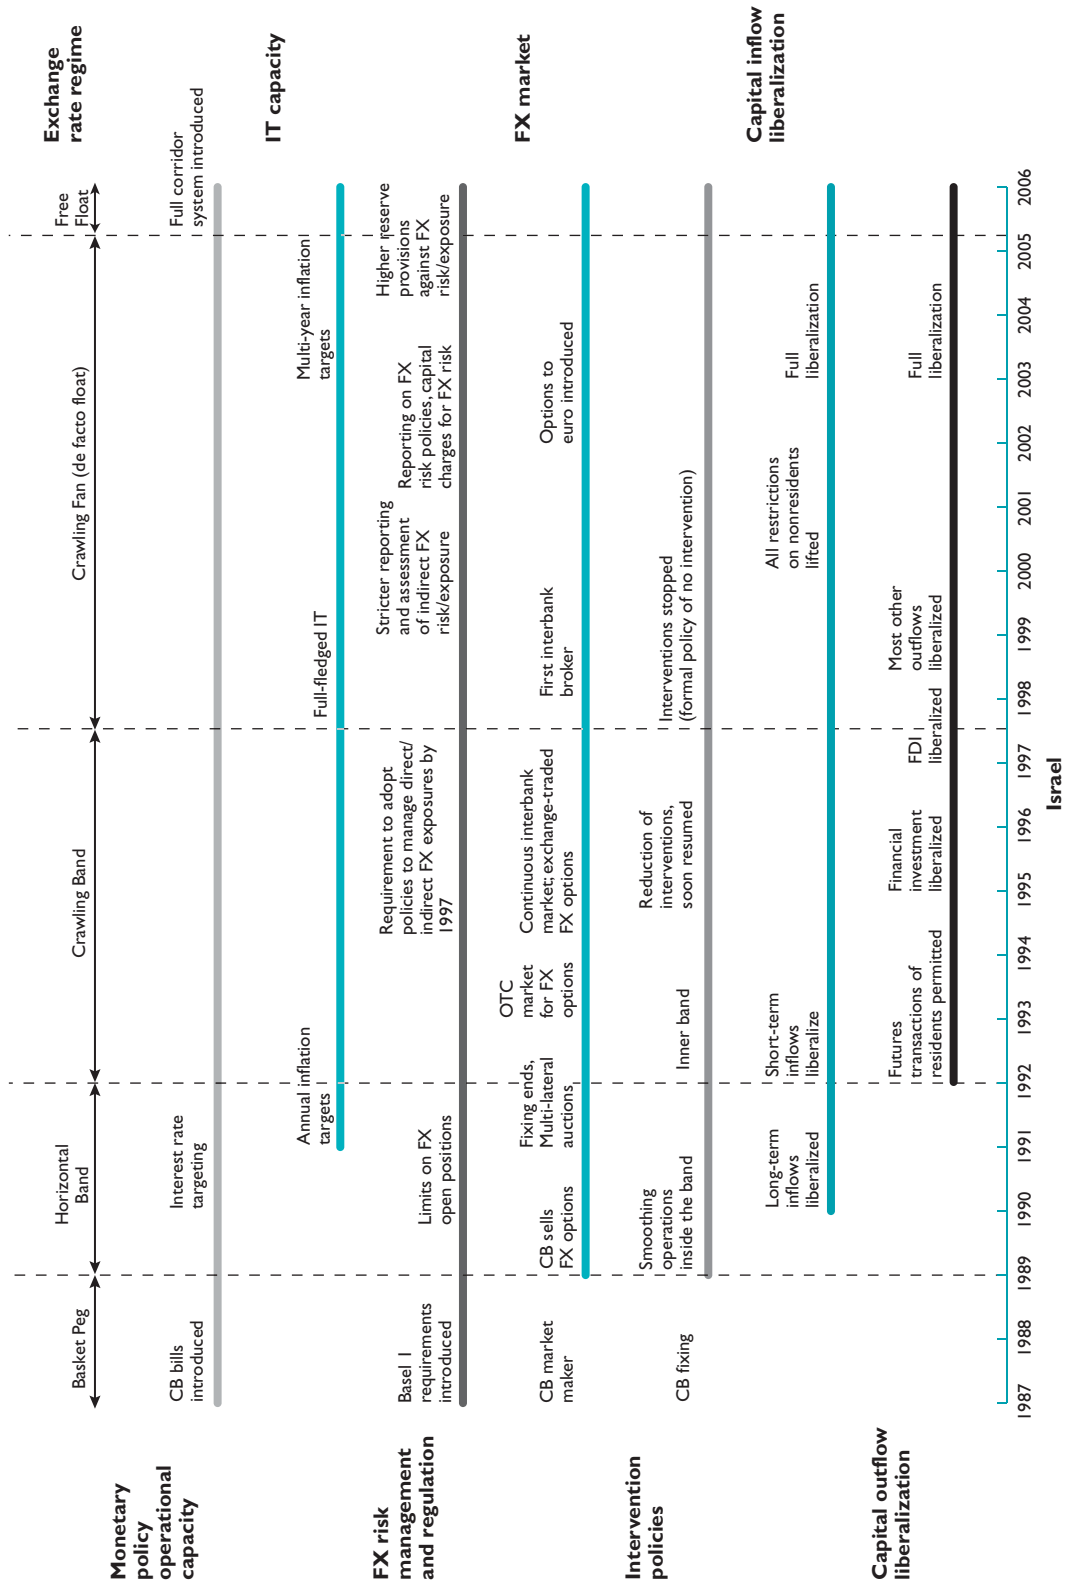 Exchange
rate regime
Basket Peg
Horizontal
Band
Crawling Band
Crawling Fan (de facto float)
Free
Float
Monetary
policy
operational
capacity
CB bills
introduced
Interest rate
targeting
Full corridor
system introduced
IT capacity
Annual inflation
targets
Full-fledged IT
Multi-year inflation
targets
FX risk
management
and regulation
Basel I
requirements
introduced
Limits on FX
open positions
Requirement to adopt
policies to manage direct/
indirect FX exposures by
1997
Stricter reporting
and assessment
of indirect FX
risk/exposure
Reporting on FX
risk policies, capital
charges for FX risk
Higher reserve
provisions
against FX
risk/exposure
FX market
CB market
maker
CB sells
FX options
Fixing ends,
Multi-lateral
auctions
OTC
market
for FX
options
Continuous interbank
market; exchange-traded
FX options
First interbank
broker
Options to
euro introduced
Intervention
policies
CB fixing
Smoothing
operations
inside the band
Inner band
Reduction of
interventions,
soon resumed
Interventions stopped
(formal policy of no intervention)
Capital inflow
liberalization
Long-term
inflows
liberalized
Short-term
inflows
liberalize
All restrictions
on nonresidents
lifted
Full
liberalization
Capital outflow
liberalization
Futures
transactions of
residents permitted
Financial
investment
liberalized
FDI
liberalized
Most other
outflows
liberalized
Full
liberalization
1987 1988 1989 1990 1991 1992 1993 1994 1995 1996 1997 1998 1999 2000 2001 2002 2003 2004 2005 2006
Israel